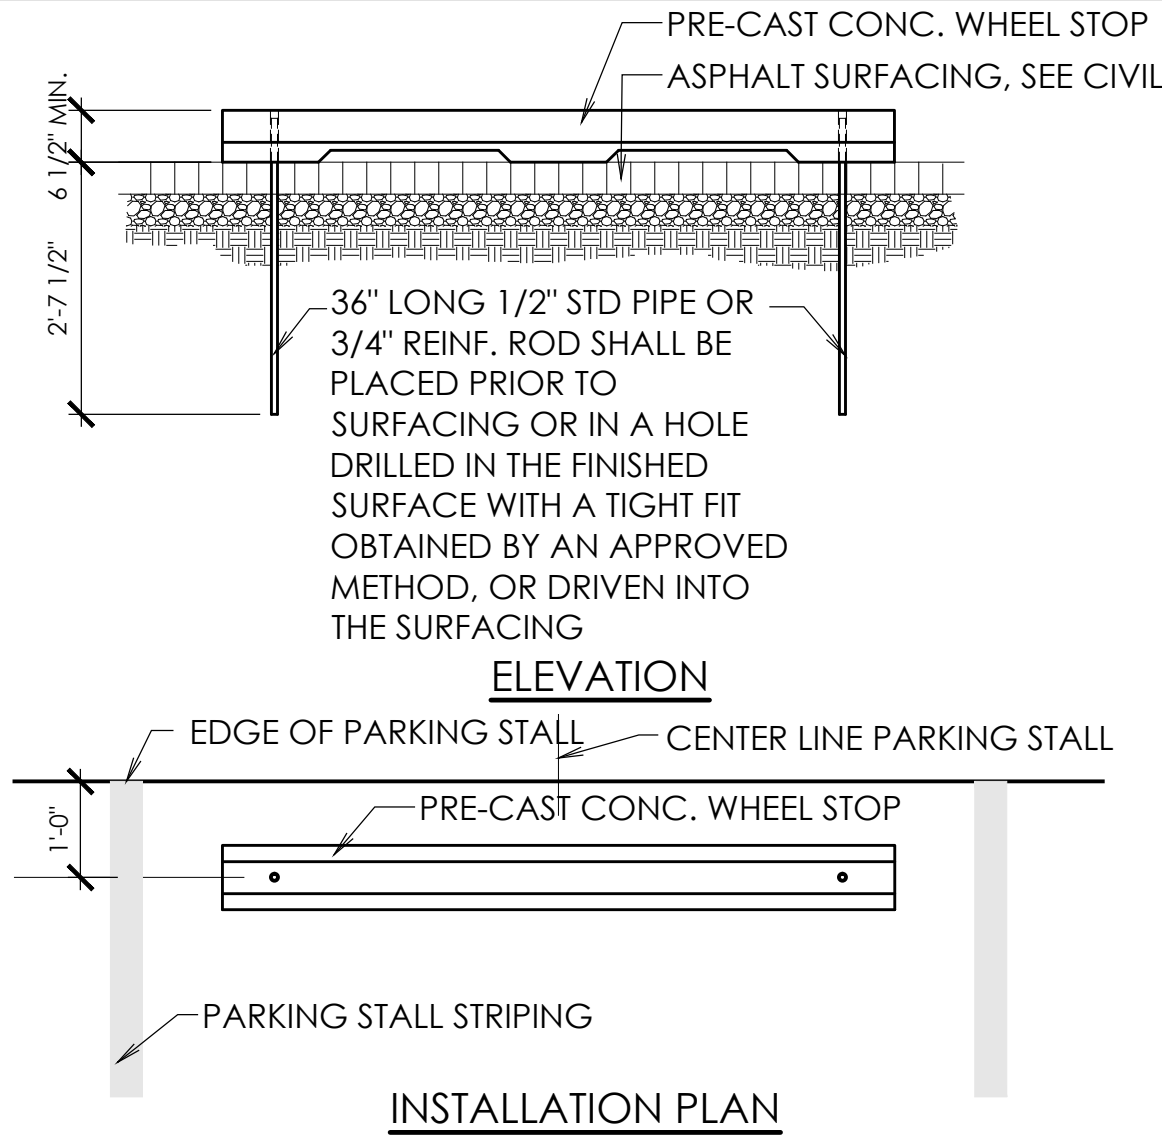 PRE-CAST CONC. WHEEL STOP
ASPHALT SURFACING, SEE CIVIL
6 1/2" MIN.
2'-7 1/2"
36" LONG 1/2" STD PIPE OR
3/4" REINF. ROD SHALL BE
PLACED PRIOR TO
SURFACING OR IN A HOLE
DRILLED IN THE FINISHED
SURFACE WITH A TIGHT FIT
OBTAINED BY AN APPROVED
METHOD, OR DRIVEN INTO
THE SURFACING
ELEVATION
EDGE OF PARKING STALL
CENTER LINE PARKING STALL
1'-0"
PRE-CAST CONC. WHEEL STOP
PARKING STALL STRIPING
INSTALLATION PLAN